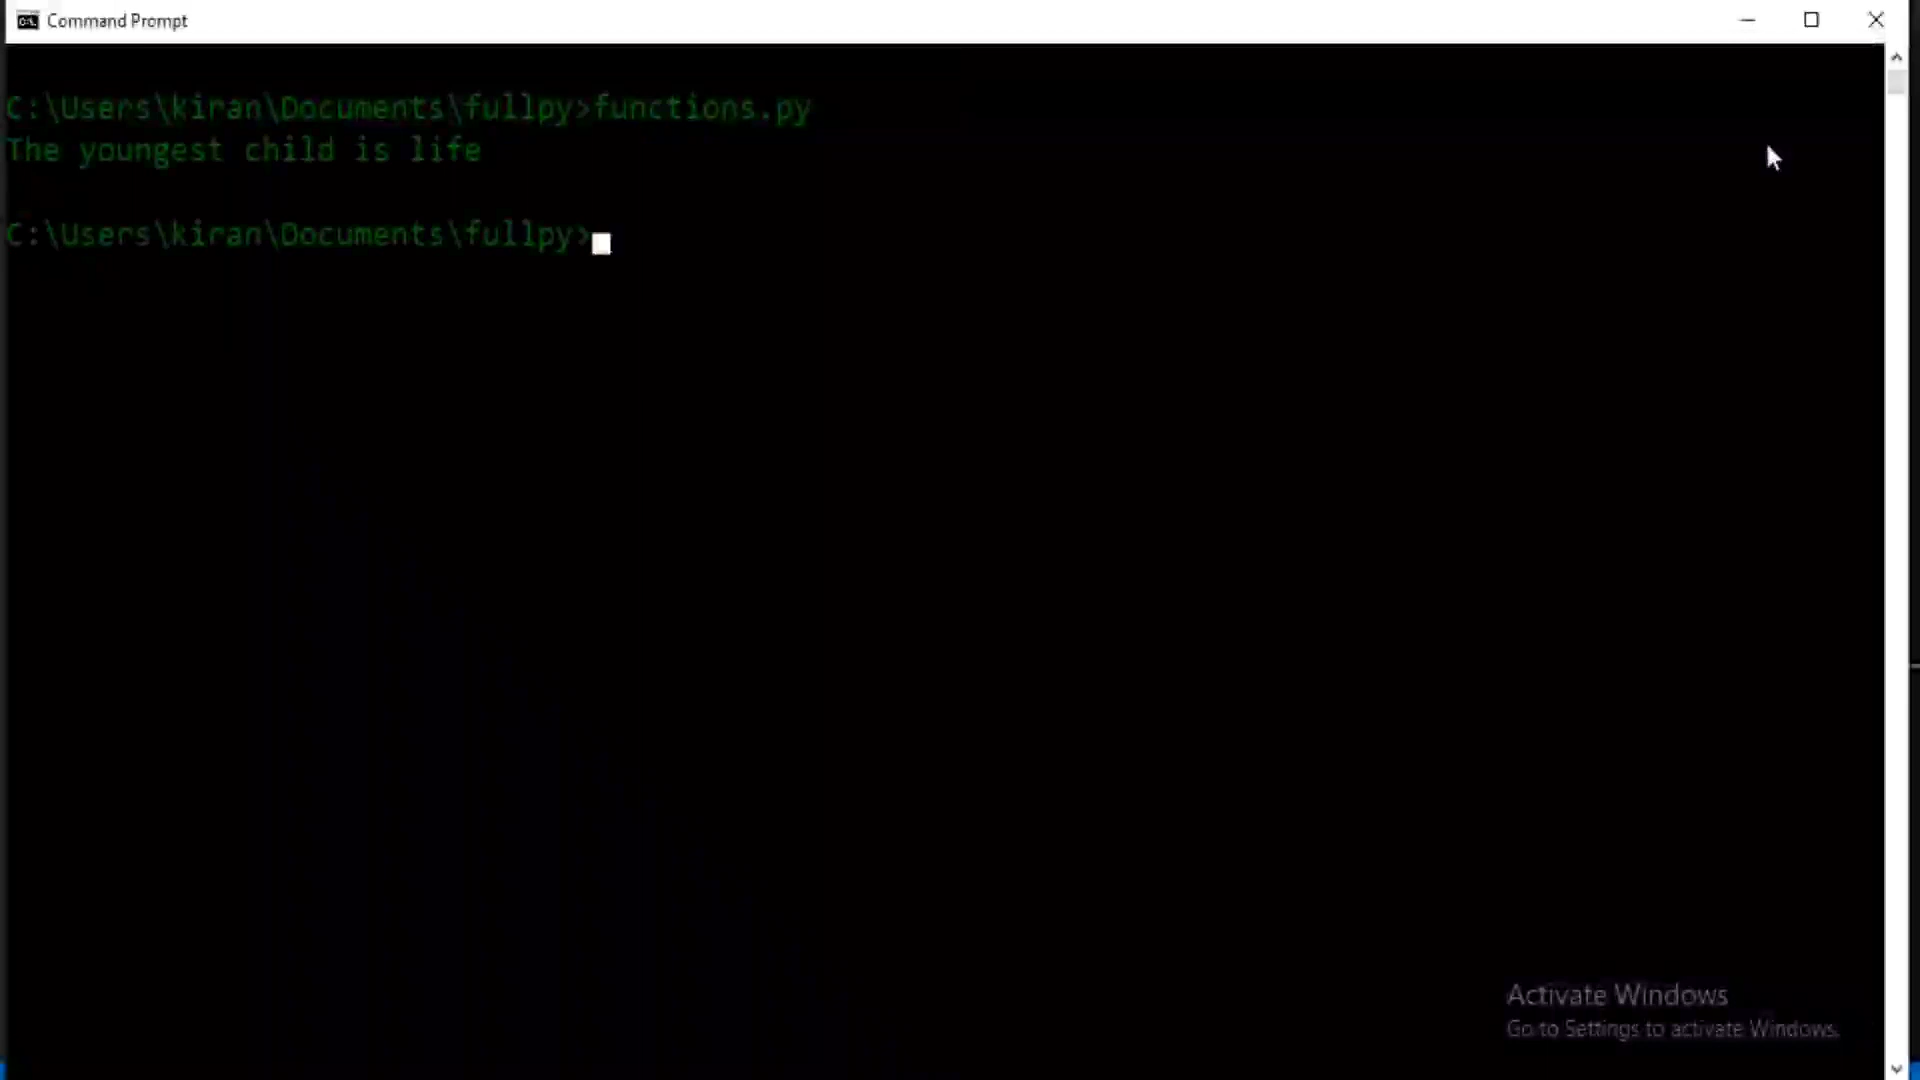 Command Prompt
C:\Users\kiran\Documents\fullpy>functions.py
The youngest child is life
C:\Users\kiran\Documents\fullpy>
Activate Windows
Go to Settings to activate Windows.